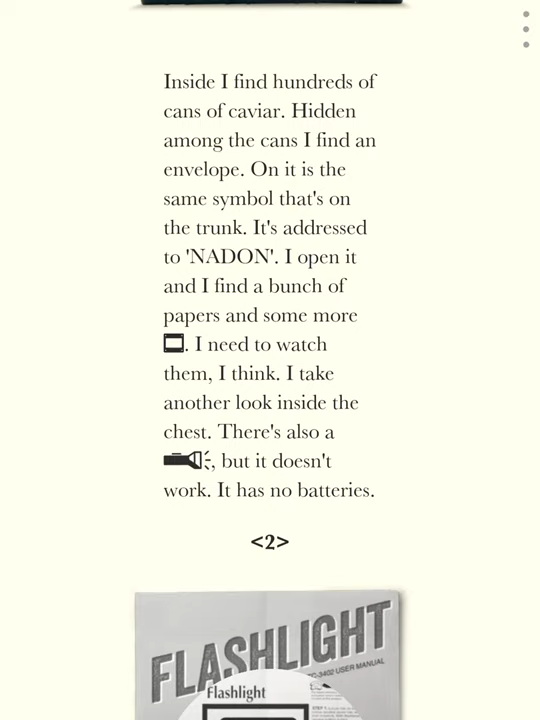 Inside I find hundreds of
cans of caviar. Hidden
among the cans I find an
envelope. On it is the
same symbol that's on
the trunk. It's addressed
to 'NADON'. I open it
and I find a bunch of
papers and some more
. I need to watch
them, I think. I take
another look inside the
chest. There's also a
, but it doesn't
work. It has no batteries.
<2>
FLASHLIGHT
-3402 USER MANUAL
Flashlight
STEP 1